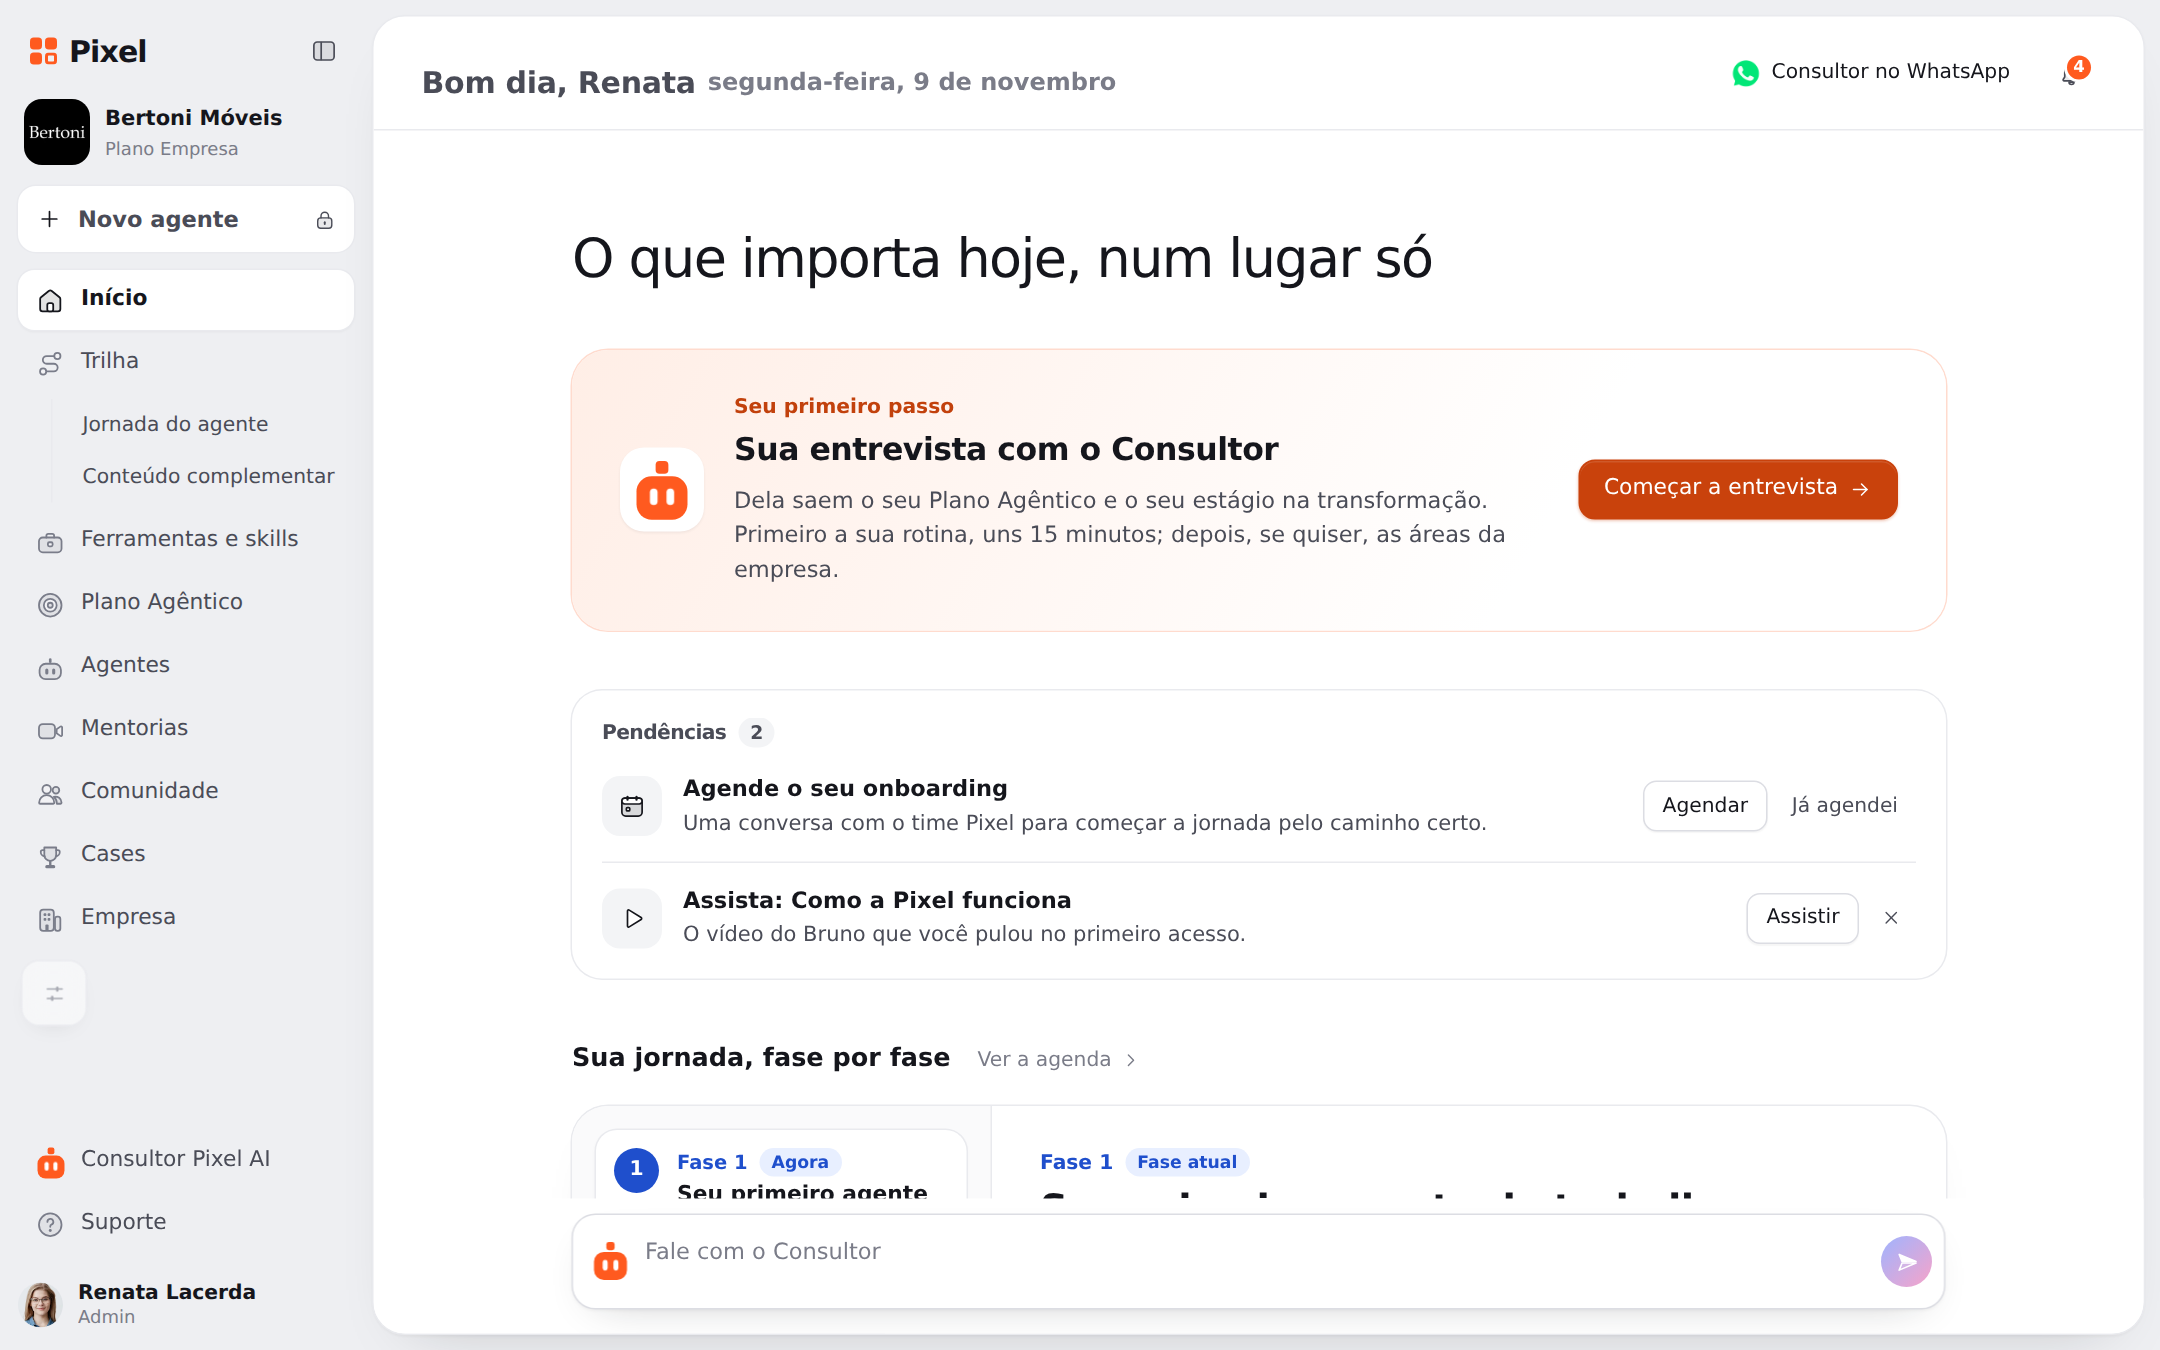 Pixel
Bertoni
Bertoni Móveis
Plano Empresa
Novo agente
Início
Trilha
Jornada do agente
Conteúdo complementar
Ferramentas e skills
Plano Agêntico
Agentes
Mentorias
Comunidade
Cases
Empresa
Consultor Pixel AI
Suporte
Renata Lacerda
Admin
Bom dia, Renata segunda-feira, 9 de novembro
Consultor no WhatsApp
4
O que importa hoje, num lugar só
Seu primeiro passo
Sua entrevista com o Consultor
Dela saem o seu Plano Agêntico e o seu estágio na transformação.
Primeiro a sua rotina, uns 15 minutos; depois, se quiser, as áreas da
empresa.
Começar a entrevista
Pendências 2
Agende o seu onboarding
Uma conversa com o time Pixel para começar a jornada pelo caminho certo.
Agendar
Já agendei
Assista: Como a Pixel funciona
O vídeo do Bruno que você pulou no primeiro acesso.
Assistir
Sua jornada, fase por fase
Ver a agenda
1
Fase 1 Agora
Seu primeiro agente
Fase 1 Fase atual
Fale com o Consultor